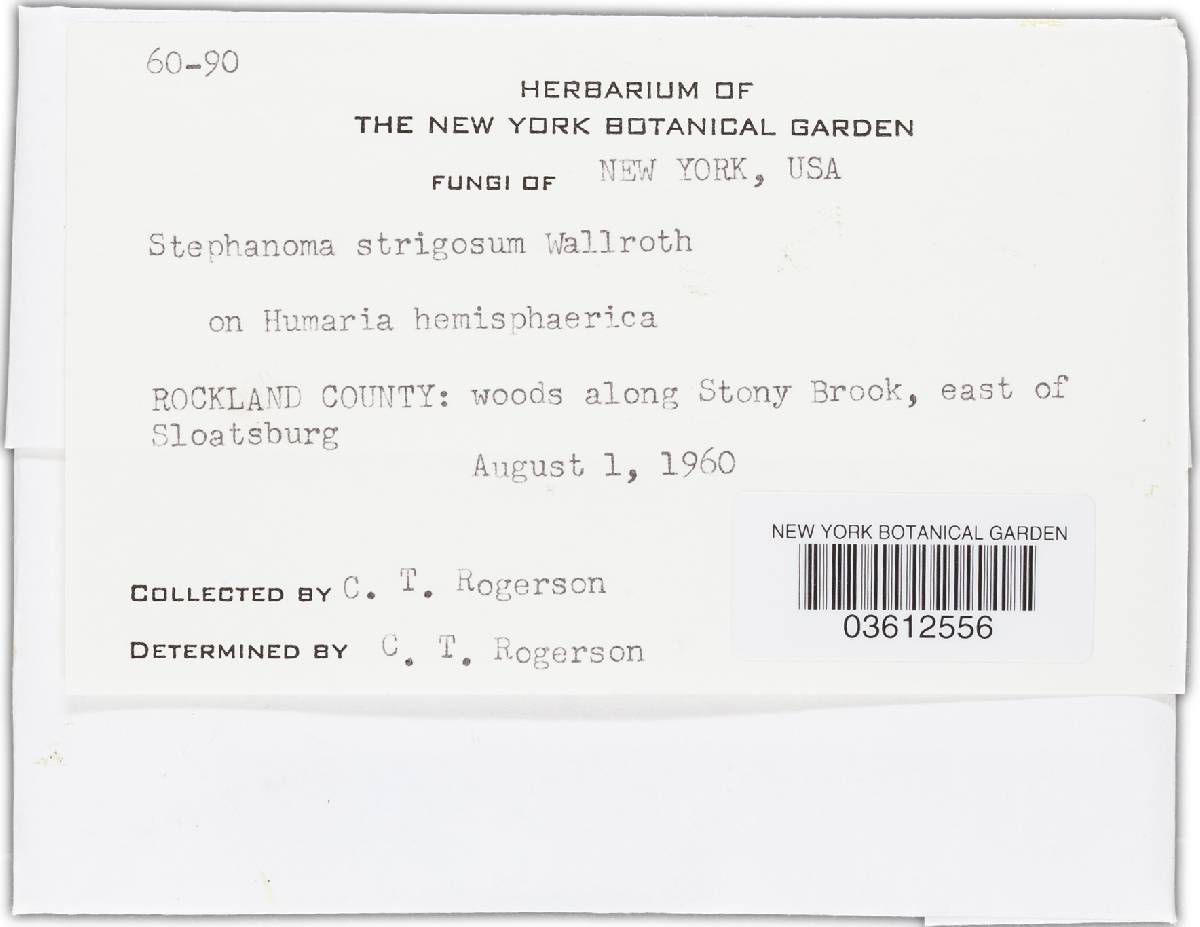 60-90
HERBARIUM OF
THE NEW YORK BOTANICAL GARDEN
FUNGI OF NEW YORK, USA
Stephanoma strigosum Wallroth
on Humaria hemisphaerica
ROCKLAND COUNTY: woods along Stony Brook, east of
Sloatsburg
August 1, 1960
NEW YORK BOTANICAL GARDEN
03612556
COLLECTED BY C. T. Rogerson
DETERMINED BY C. T. Rogerson